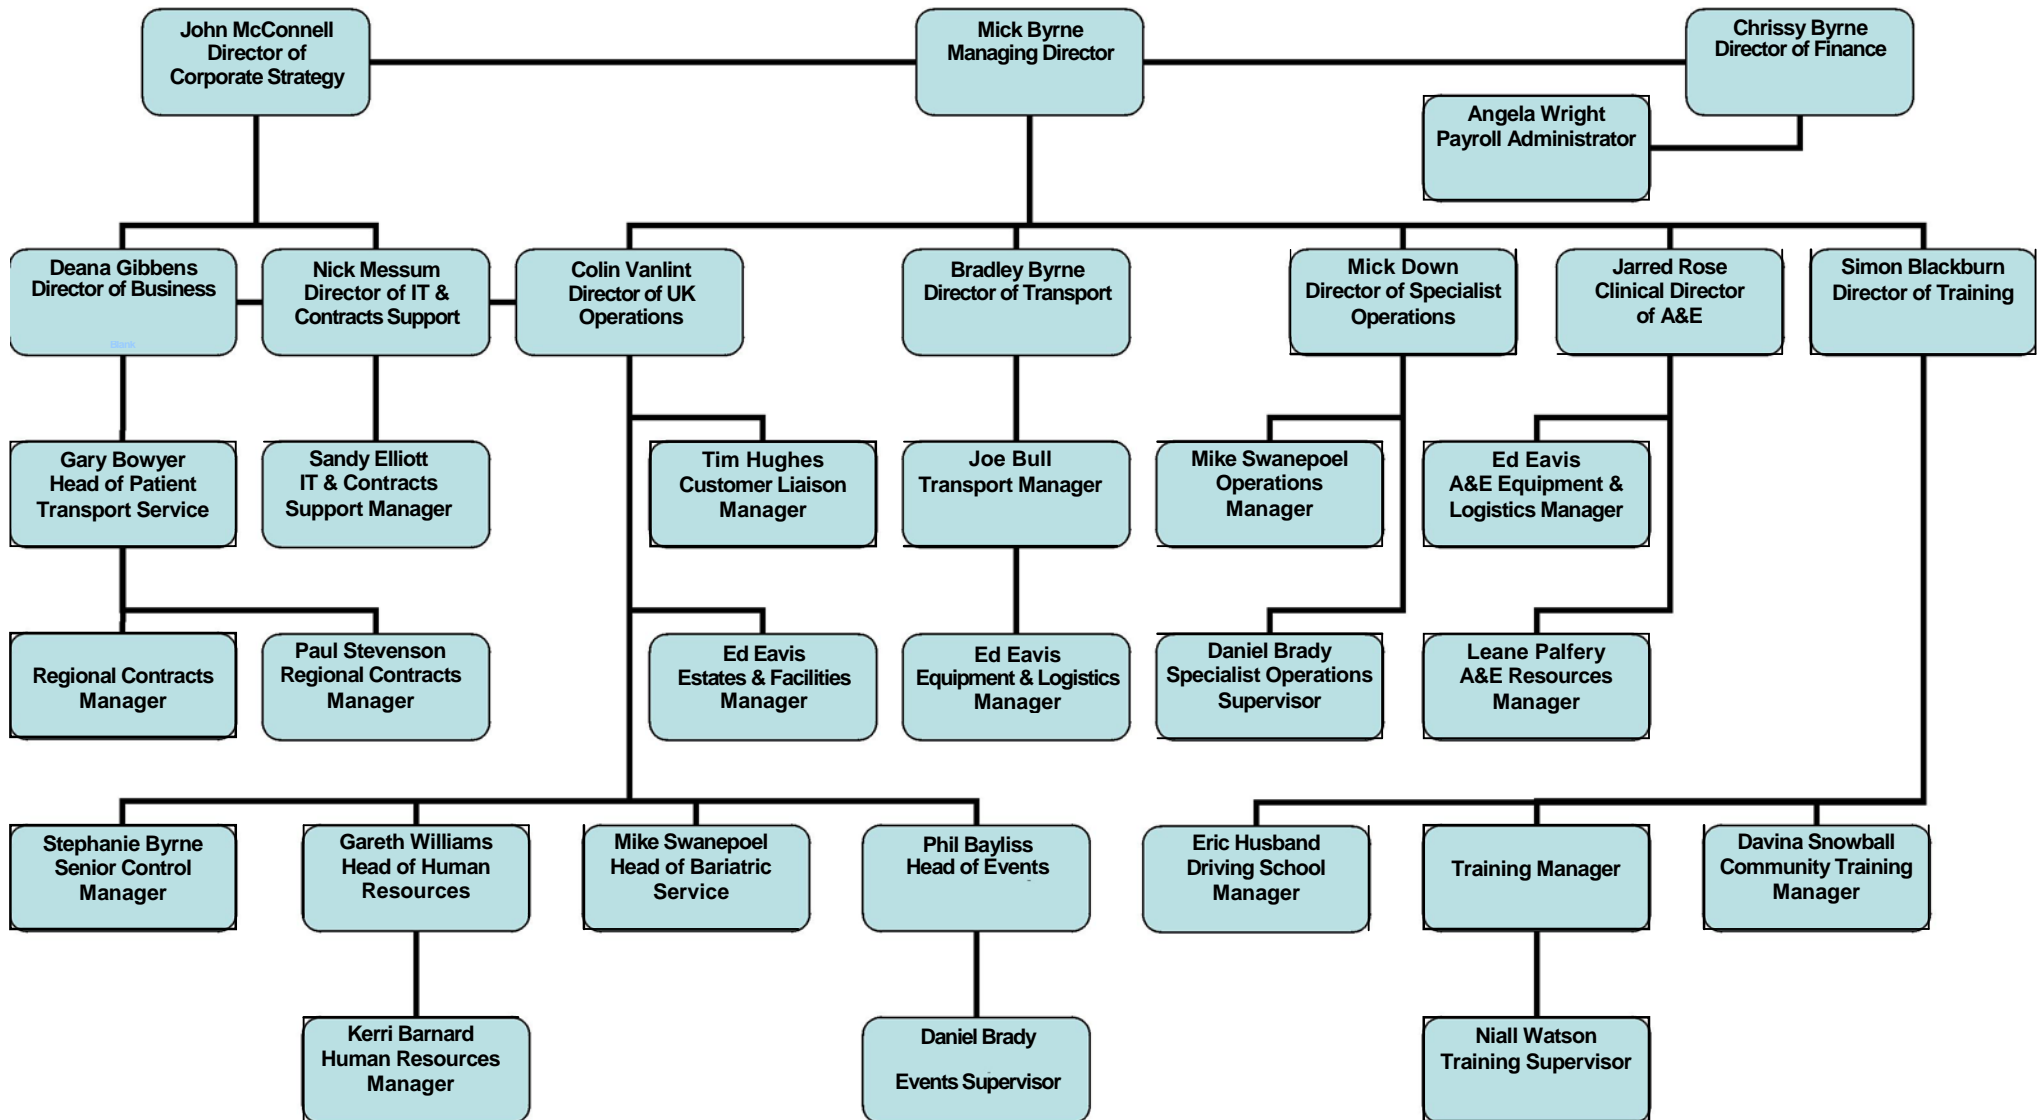 John McConnell
Director of
Corporate Strategy
Mick Byrne
Managing Director
Chrissy Byrne
Director of Finance
Angela Wright
Payroll Administrator
Deana Gibbens
Director of Business
Blank
Nick Messum
Director of IT &
Contracts Support
Colin Vanlint
Director of UK
Operations
Bradley Byrne
Director of Transport
Mick Down
Director of Specialist
Operations
Jarred Rose
Clinical Director
of A&E
Simon Blackburn
Director of Training
Gary Bowyer
Head of Patient
Transport Service
Sandy Elliott
IT & Contracts
Support Manager
Tim Hughes
Customer Liaison
Manager
Joe Bull
Transport Manager
Mike Swanepoel
Operations
Manager
Ed Eavis
A&E Equipment &
Logistics Manager
Regional Contracts
Manager
Paul Stevenson
Regional Contracts
Manager
Ed Eavis
Estates & Facilities
Manager
Ed Eavis
Equipment & Logistics
Manager
Daniel Brady
Specialist Operations
Supervisor
Leane Palfery
A&E Resources
Manager
Stephanie Byrne
Senior Control
Manager
Gareth Williams
Head of Human
Resources
Mike Swanepoel
Head of Bariatric
Service
Phil Bayliss
Head of Events
Eric Husband
Driving School
Manager
Training Manager
Davina Snowball
Community Training
Manager
Kerri Barnard
Human Resources
Manager
Daniel Brady
Events Supervisor
Niall Watson
Training Supervisor